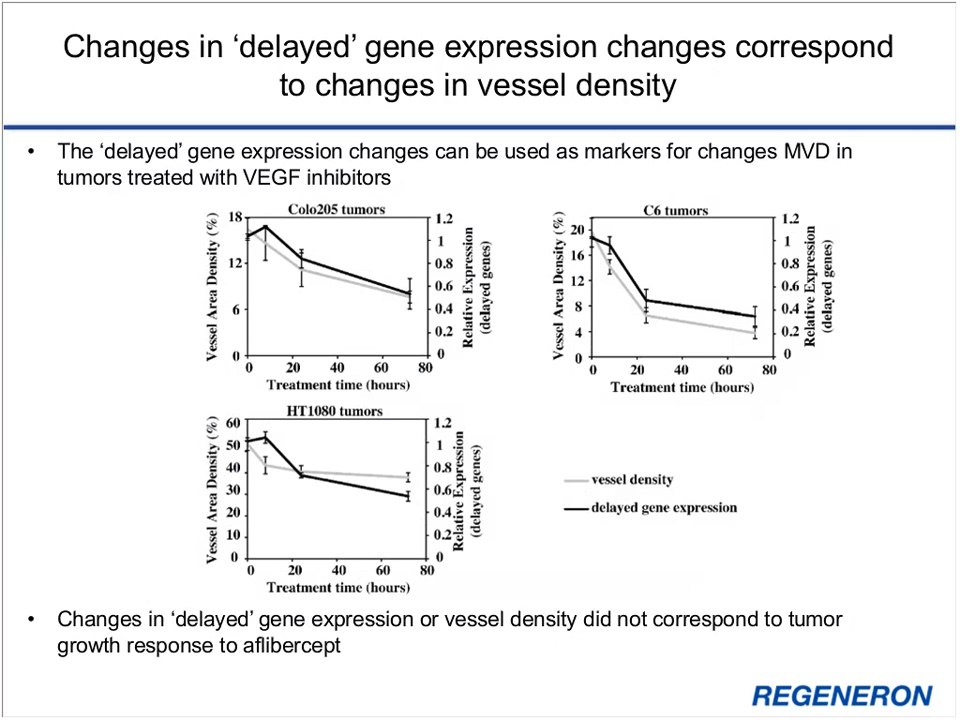 Changes in ‘delayed’ gene expression changes correspond
to changes in vessel density
• The ‘delayed’ gene expression changes can be used as markers for changes MVD in
tumors treated with VEGF inhibitors
Colo205 tumors
Vessel Area Density (%)
18
12
6
0
1.2
1
0.8
0.6
0.4
0.2
0
Relative Expression
(delayed genes)
0 20 40 60 80
Treatment time (hours)
C6 tumors
Vessel Area Density (%)
20
16
12
8
4
0
1.2
1
0.8
0.6
0.4
0.2
0
Relative Expression
(delayed genes)
0 20 40 60 80
Treatment time (hours)
HT1080 tumors
Vessel Area Density (%)
60
50
40
30
20
10
0
1.2
1
0.8
0.6
0.4
0.2
0
Relative Expression
(delayed genes)
0 20 40 60 80
Treatment time (hours)
vessel density
delayed gene expression
• Changes in ‘delayed’ gene expression or vessel density did not correspond to tumor
growth response to aflibercept
REGENERON